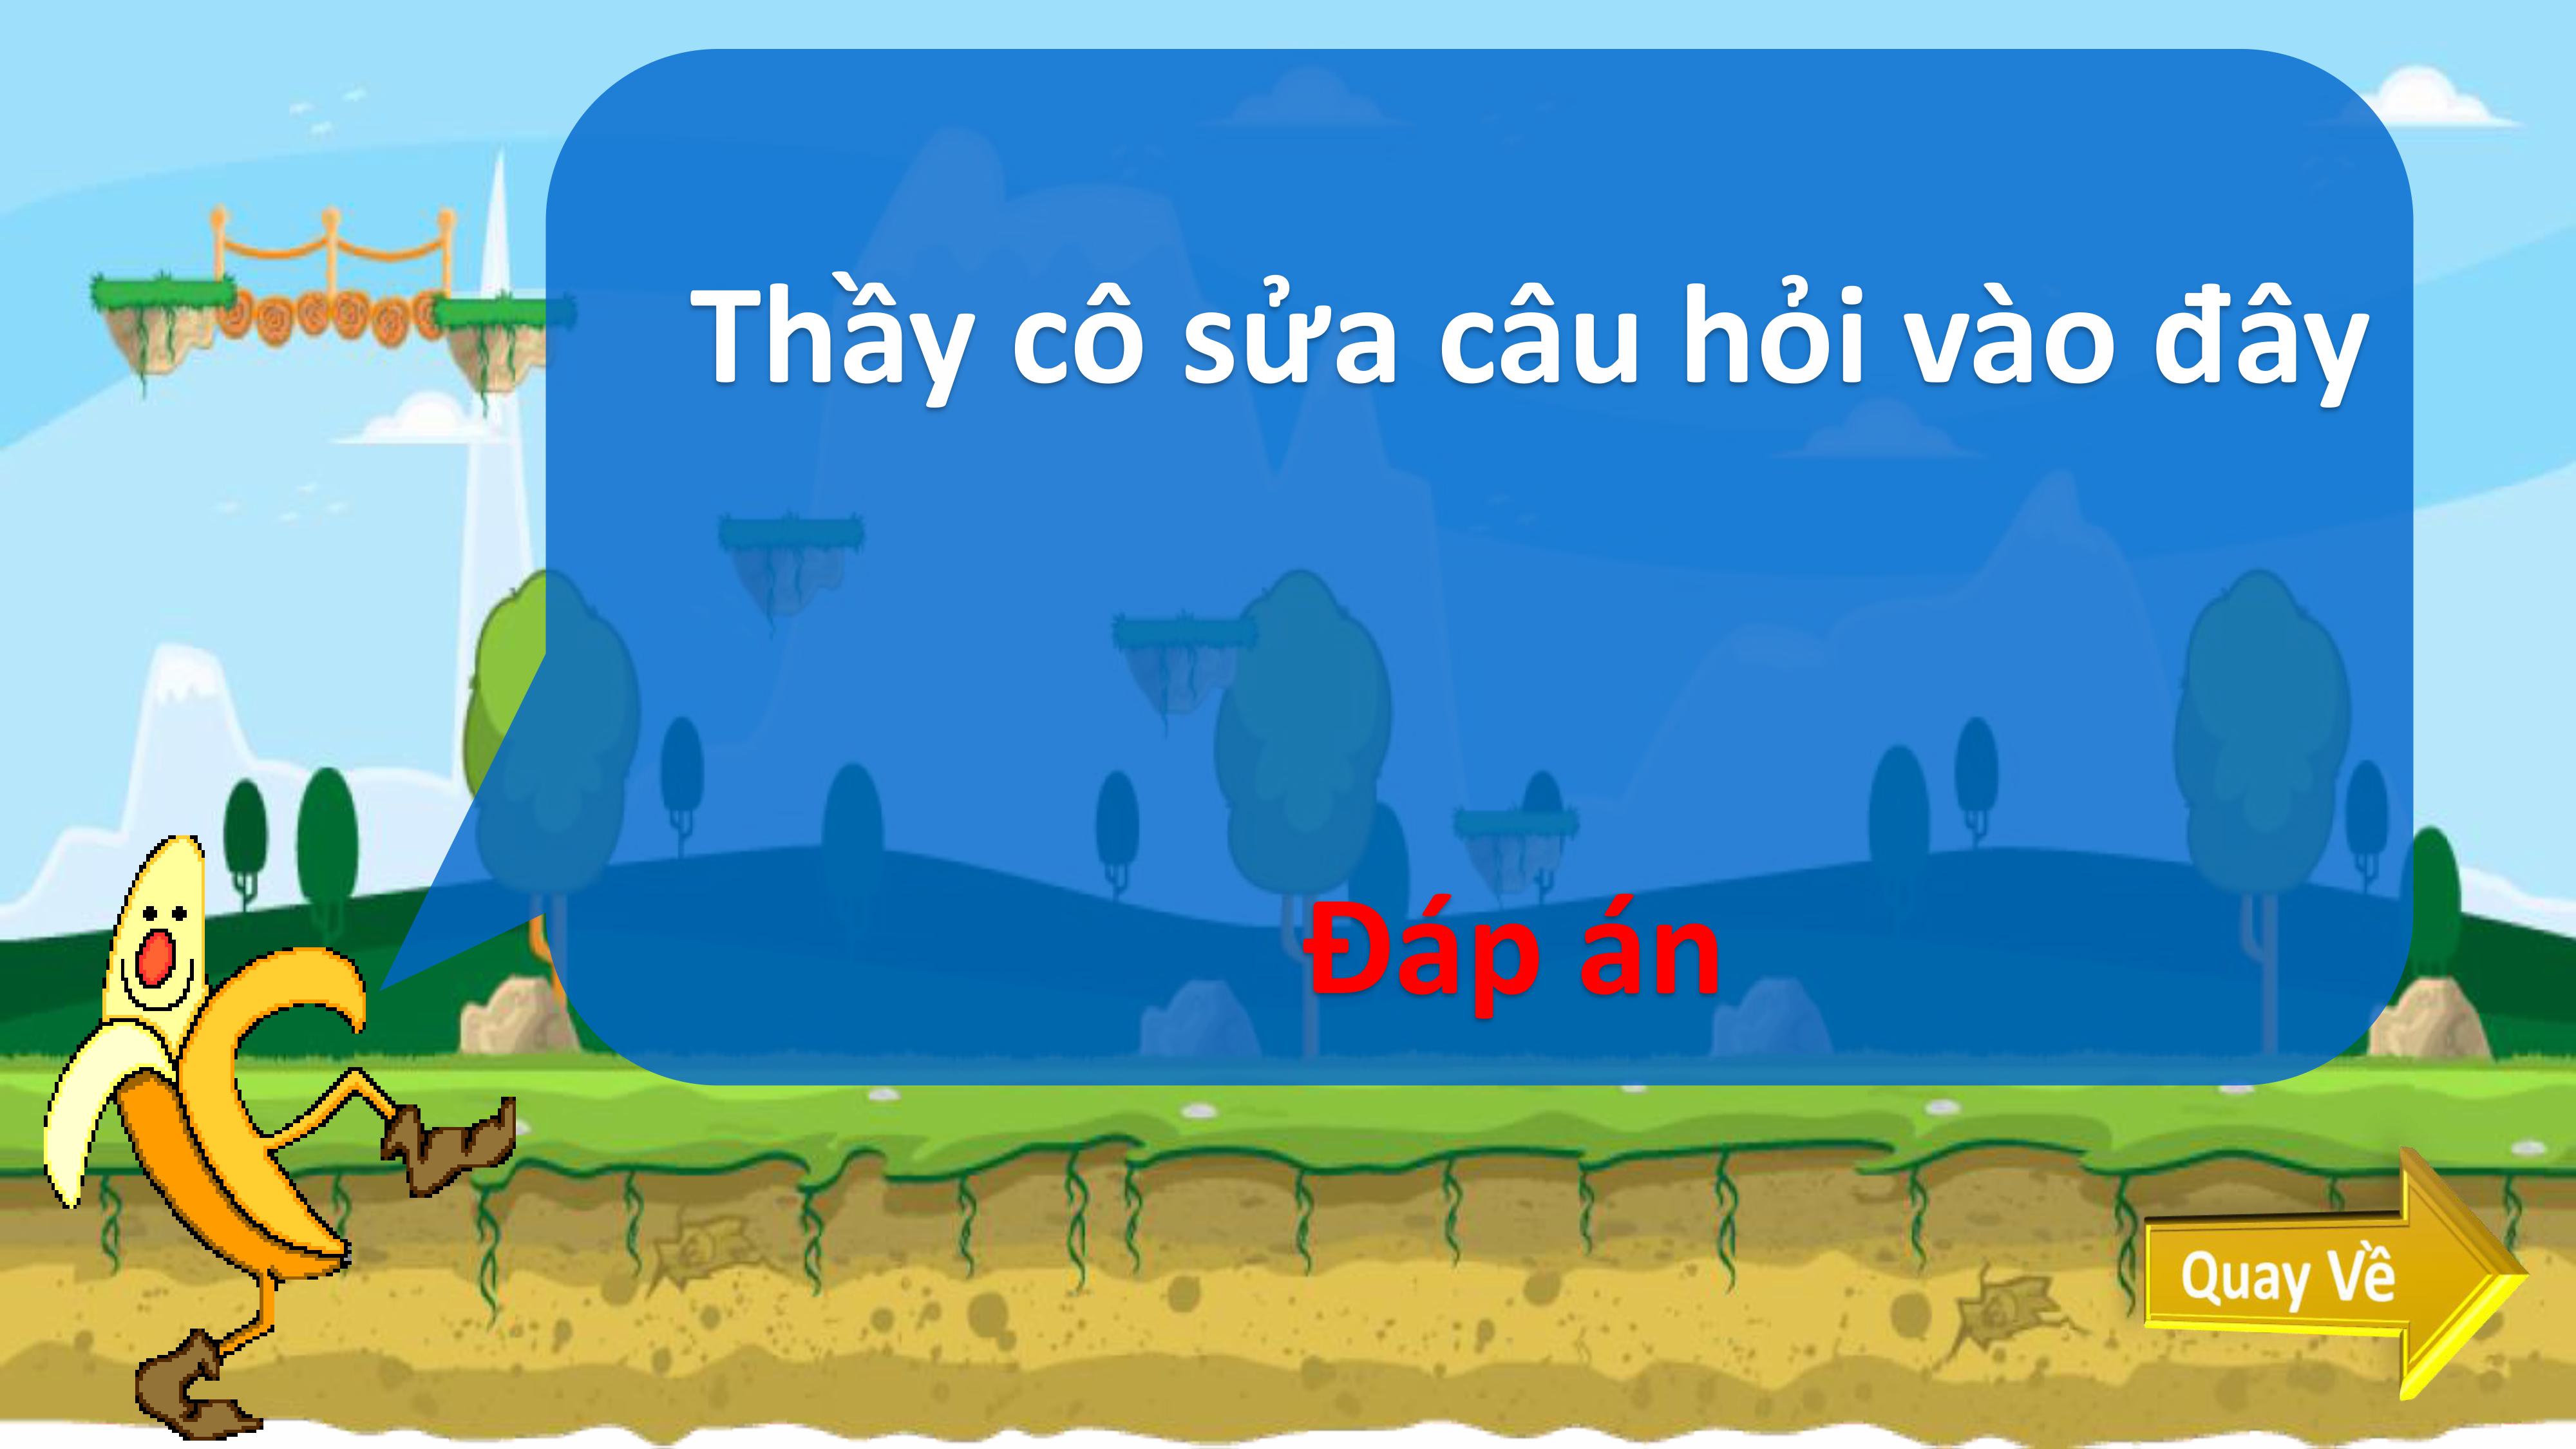 Thầy cô sửa câu hỏi vào đây
Đáp án
Quay Về